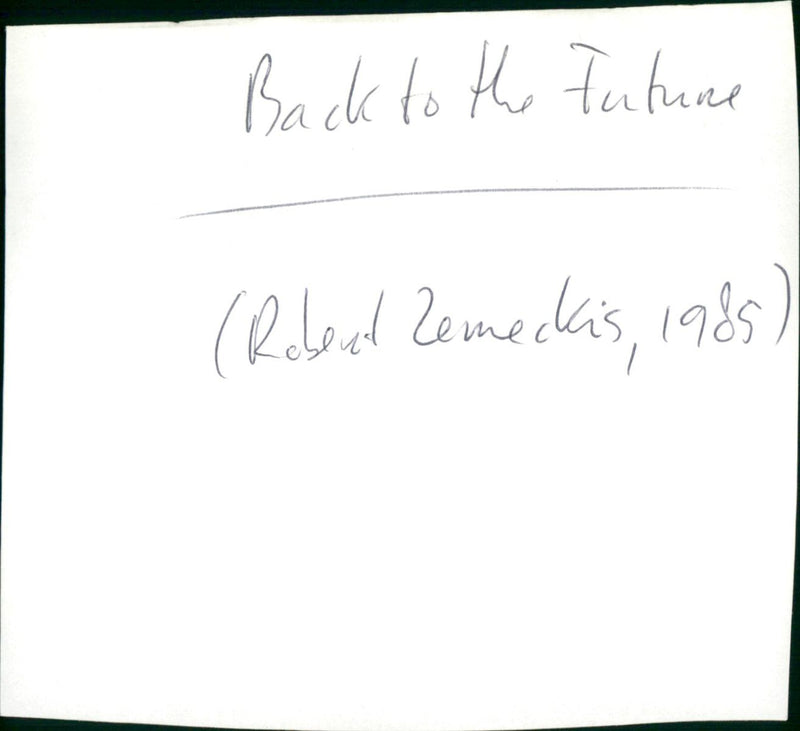 Back to the Future
(Robert Zemeckis, 1985)